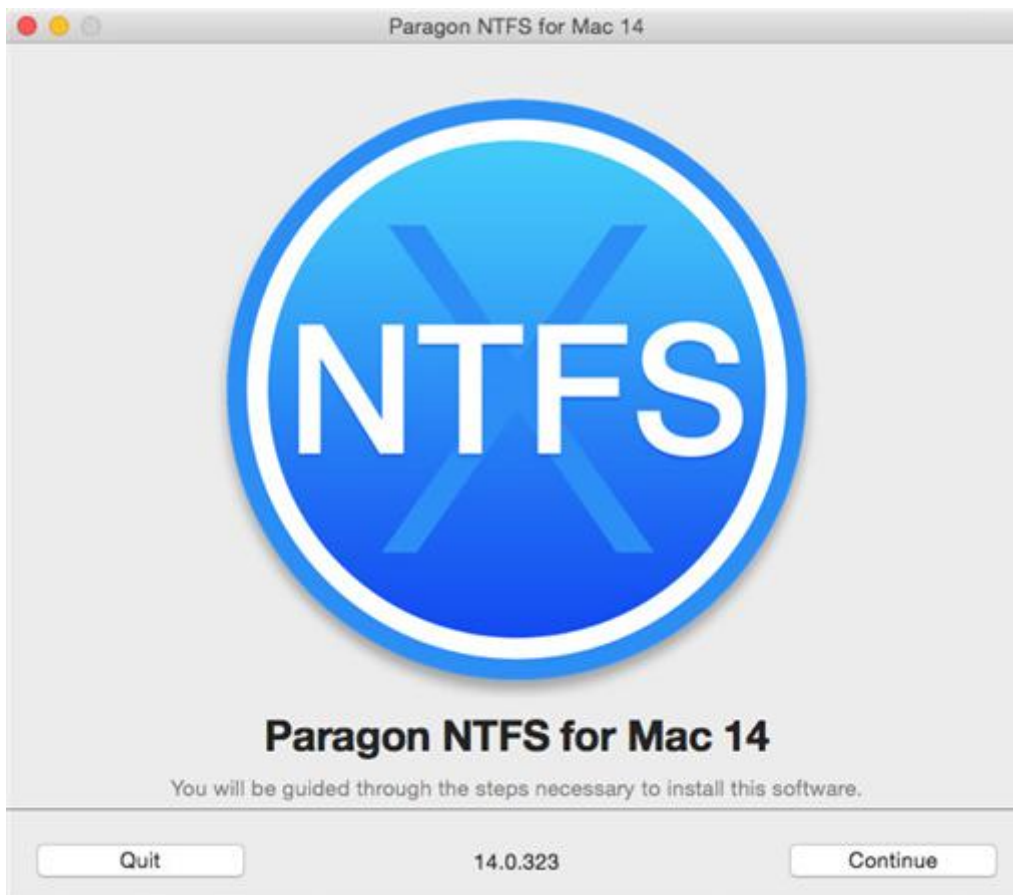 Paragon NTFS for Mac 14
NTFS
Paragon NTFS for Mac 14
You will be guided through the steps necessary to install this software.
Quit
14.0.323
Continue